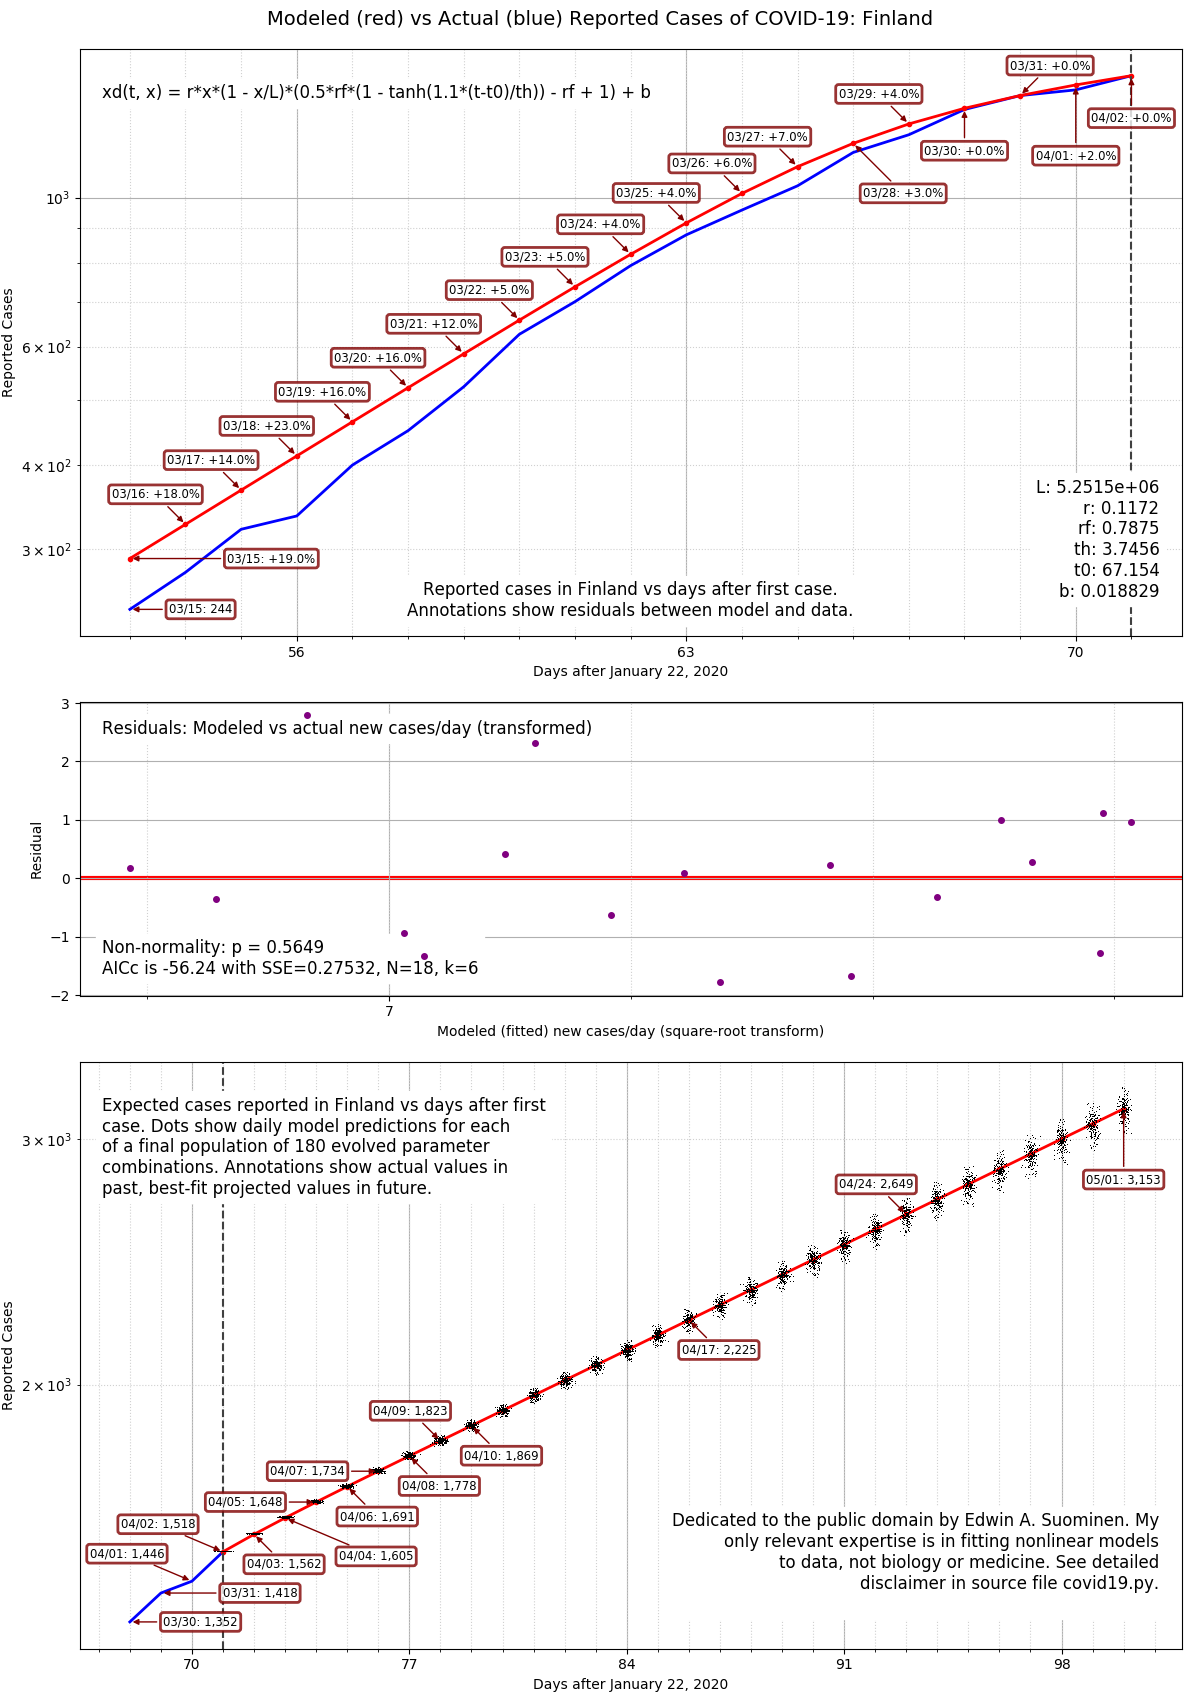 Modeled (red) vs Actual (blue) Reported Cases of COVID-19: Finland
xd(t, x) = r*x*(1 - x/L)*(0.5*rf*(1 - tanh(1.1*(t-t0)/th)) - rf + 1) + b
03/31: +0.0%
03/29: +4.0%
04/02: +0.0%
03/27: +7.0%
03/30: +0.0%
04/01: +2.0%
03/26: +6.0%
03/25: +4.0%
03/28: +3.0%
10³
03/24: +4.0%
03/23: +5.0%
03/22: +5.0%
03/21: +12.0%
6 × 10²
03/20: +16.0%
03/19: +16.0%
03/18: +23.0%
03/17: +14.0%
4 × 10²
03/16: +18.0%
3 × 10²
03/15: +19.0%
03/15: 244
Reported Cases
L: 5.2515e+06
r: 0.1172
rf: 0.7875
th: 3.7456
t0: 67.154
b: 0.018829
Reported cases in Finland vs days after first case.
Annotations show residuals between model and data.
56
63
70
Days after January 22, 2020
3
2
1
0
−1
−2
Residual
Residuals: Modeled vs actual new cases/day (transformed)
Non-normality: p = 0.5649
AICc is -56.24 with SSE=0.27532, N=18, k=6
7
Modeled (fitted) new cases/day (square-root transform)
Expected cases reported in Finland vs days after first
case. Dots show daily model predictions for each
of a final population of 180 evolved parameter
combinations. Annotations show actual values in
past, best-fit projected values in future.
3 × 10³
2 × 10³
Reported Cases
05/01: 3,153
04/24: 2,649
04/17: 2,225
04/09: 1,823
04/10: 1,869
04/07: 1,734
04/08: 1,778
04/05: 1,648
04/06: 1,691
04/02: 1,518
04/01: 1,446
04/03: 1,562
04/04: 1,605
03/31: 1,418
03/30: 1,352
Dedicated to the public domain by Edwin A. Suominen. My
only relevant expertise is in fitting nonlinear models
to data, not biology or medicine. See detailed
disclaimer in source file covid19.py.
70
77
84
91
98
Days after January 22, 2020